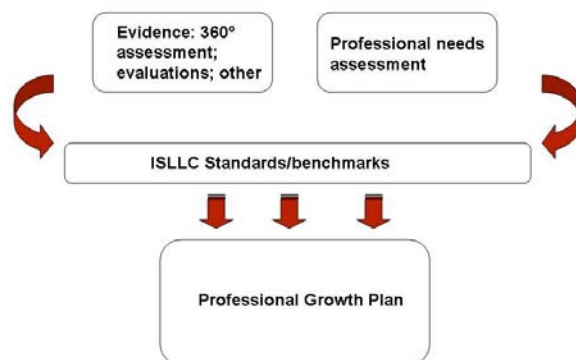 Evidence: 360°
assessment;
evaluations; other
Professional needs
assessment
ISLLC Standards/benchmarks
Professional Growth Plan